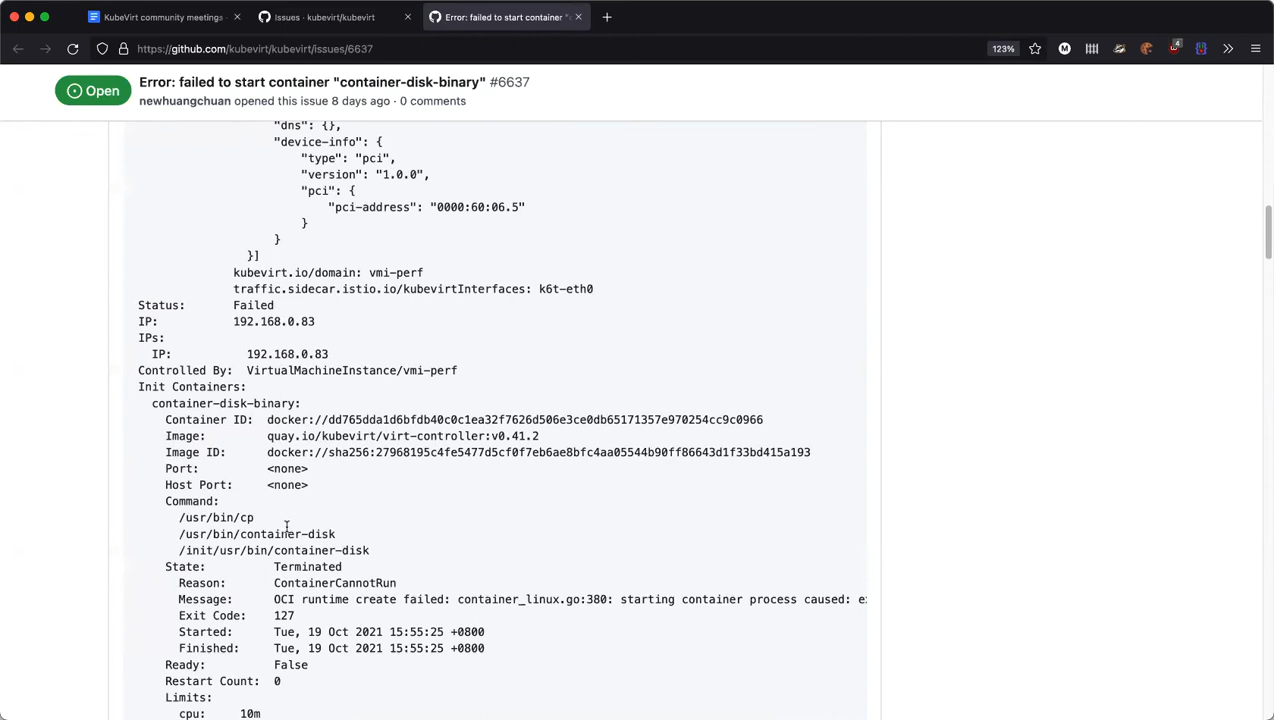 KubeVirt community meetings
Issues · kubevirt/kubevirt
Error: failed to start container "
https://github.com/kubevirt/kubevirt/issues/6637
123%
M
4
Open
Error: failed to start container "container-disk-binary" #6637
newhuangchuan opened this issue 8 days ago · 0 comments
"dns": {},
"device-info": {
"type": "pci",
"version": "1.0.0",
"pci": {
"pci-address": "0000:60:06.5"
}
}
}]
kubevirt.io/domain: vmi-perf
traffic.sidecar.istio.io/kubevirtInterfaces: k6t-eth0
Status: Failed
IP: 192.168.0.83
IPs:
IP: 192.168.0.83
Controlled By: VirtualMachineInstance/vmi-perf
Init Containers:
container-disk-binary:
Container ID: docker://dd765dda1d6bfdb40c0c1ea32f7626d506e3ce0db65171357e970254cc9c0966
Image: quay.io/kubevirt/virt-controller:v0.41.2
Image ID: docker://sha256:27968195c4fe5477d5cf0f7eb6ae8bfc4aa05544b90ff86643d1f33bd415a193
Port: <none>
Host Port: <none>
Command:
/usr/bin/cp
/usr/bin/container-disk
/init/usr/bin/container-disk
State: Terminated
Reason: ContainerCannotRun
Message: OCI runtime create failed: container_linux.go:380: starting container process caused:
Exit Code: 127
Started: Tue, 19 Oct 2021 15:55:25 +0800
Finished: Tue, 19 Oct 2021 15:55:25 +0800
Ready: False
Restart Count: 0
Limits:
cpu: 10m